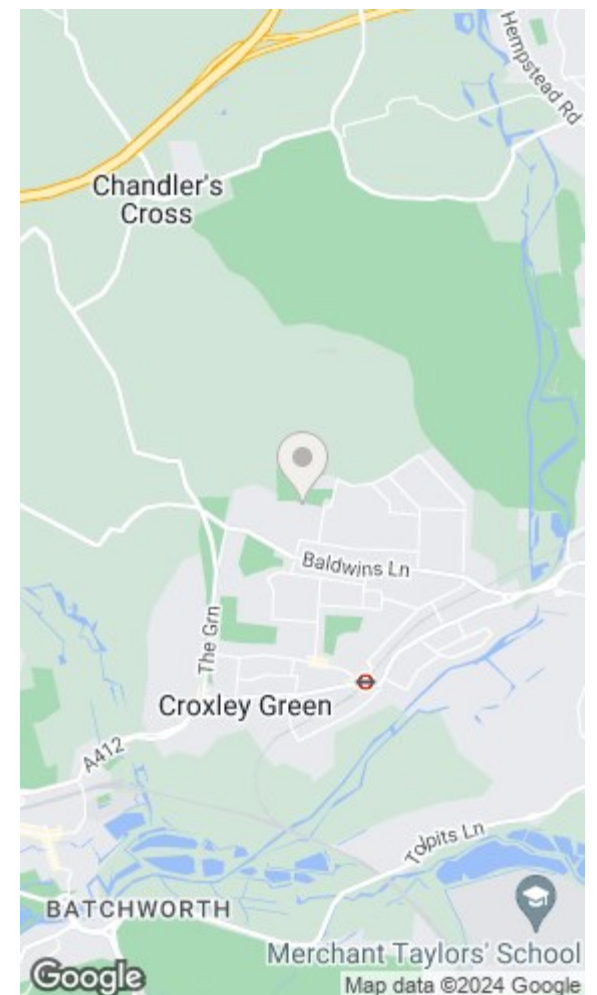 Hempstead Rd
Chandler's
Cross
Baldwins Ln
The Grn
Croxley Green
A412
Tolpits Ln
BATCHWORTH
Merchant Taylors' School
Google
Map data ©2024 Google